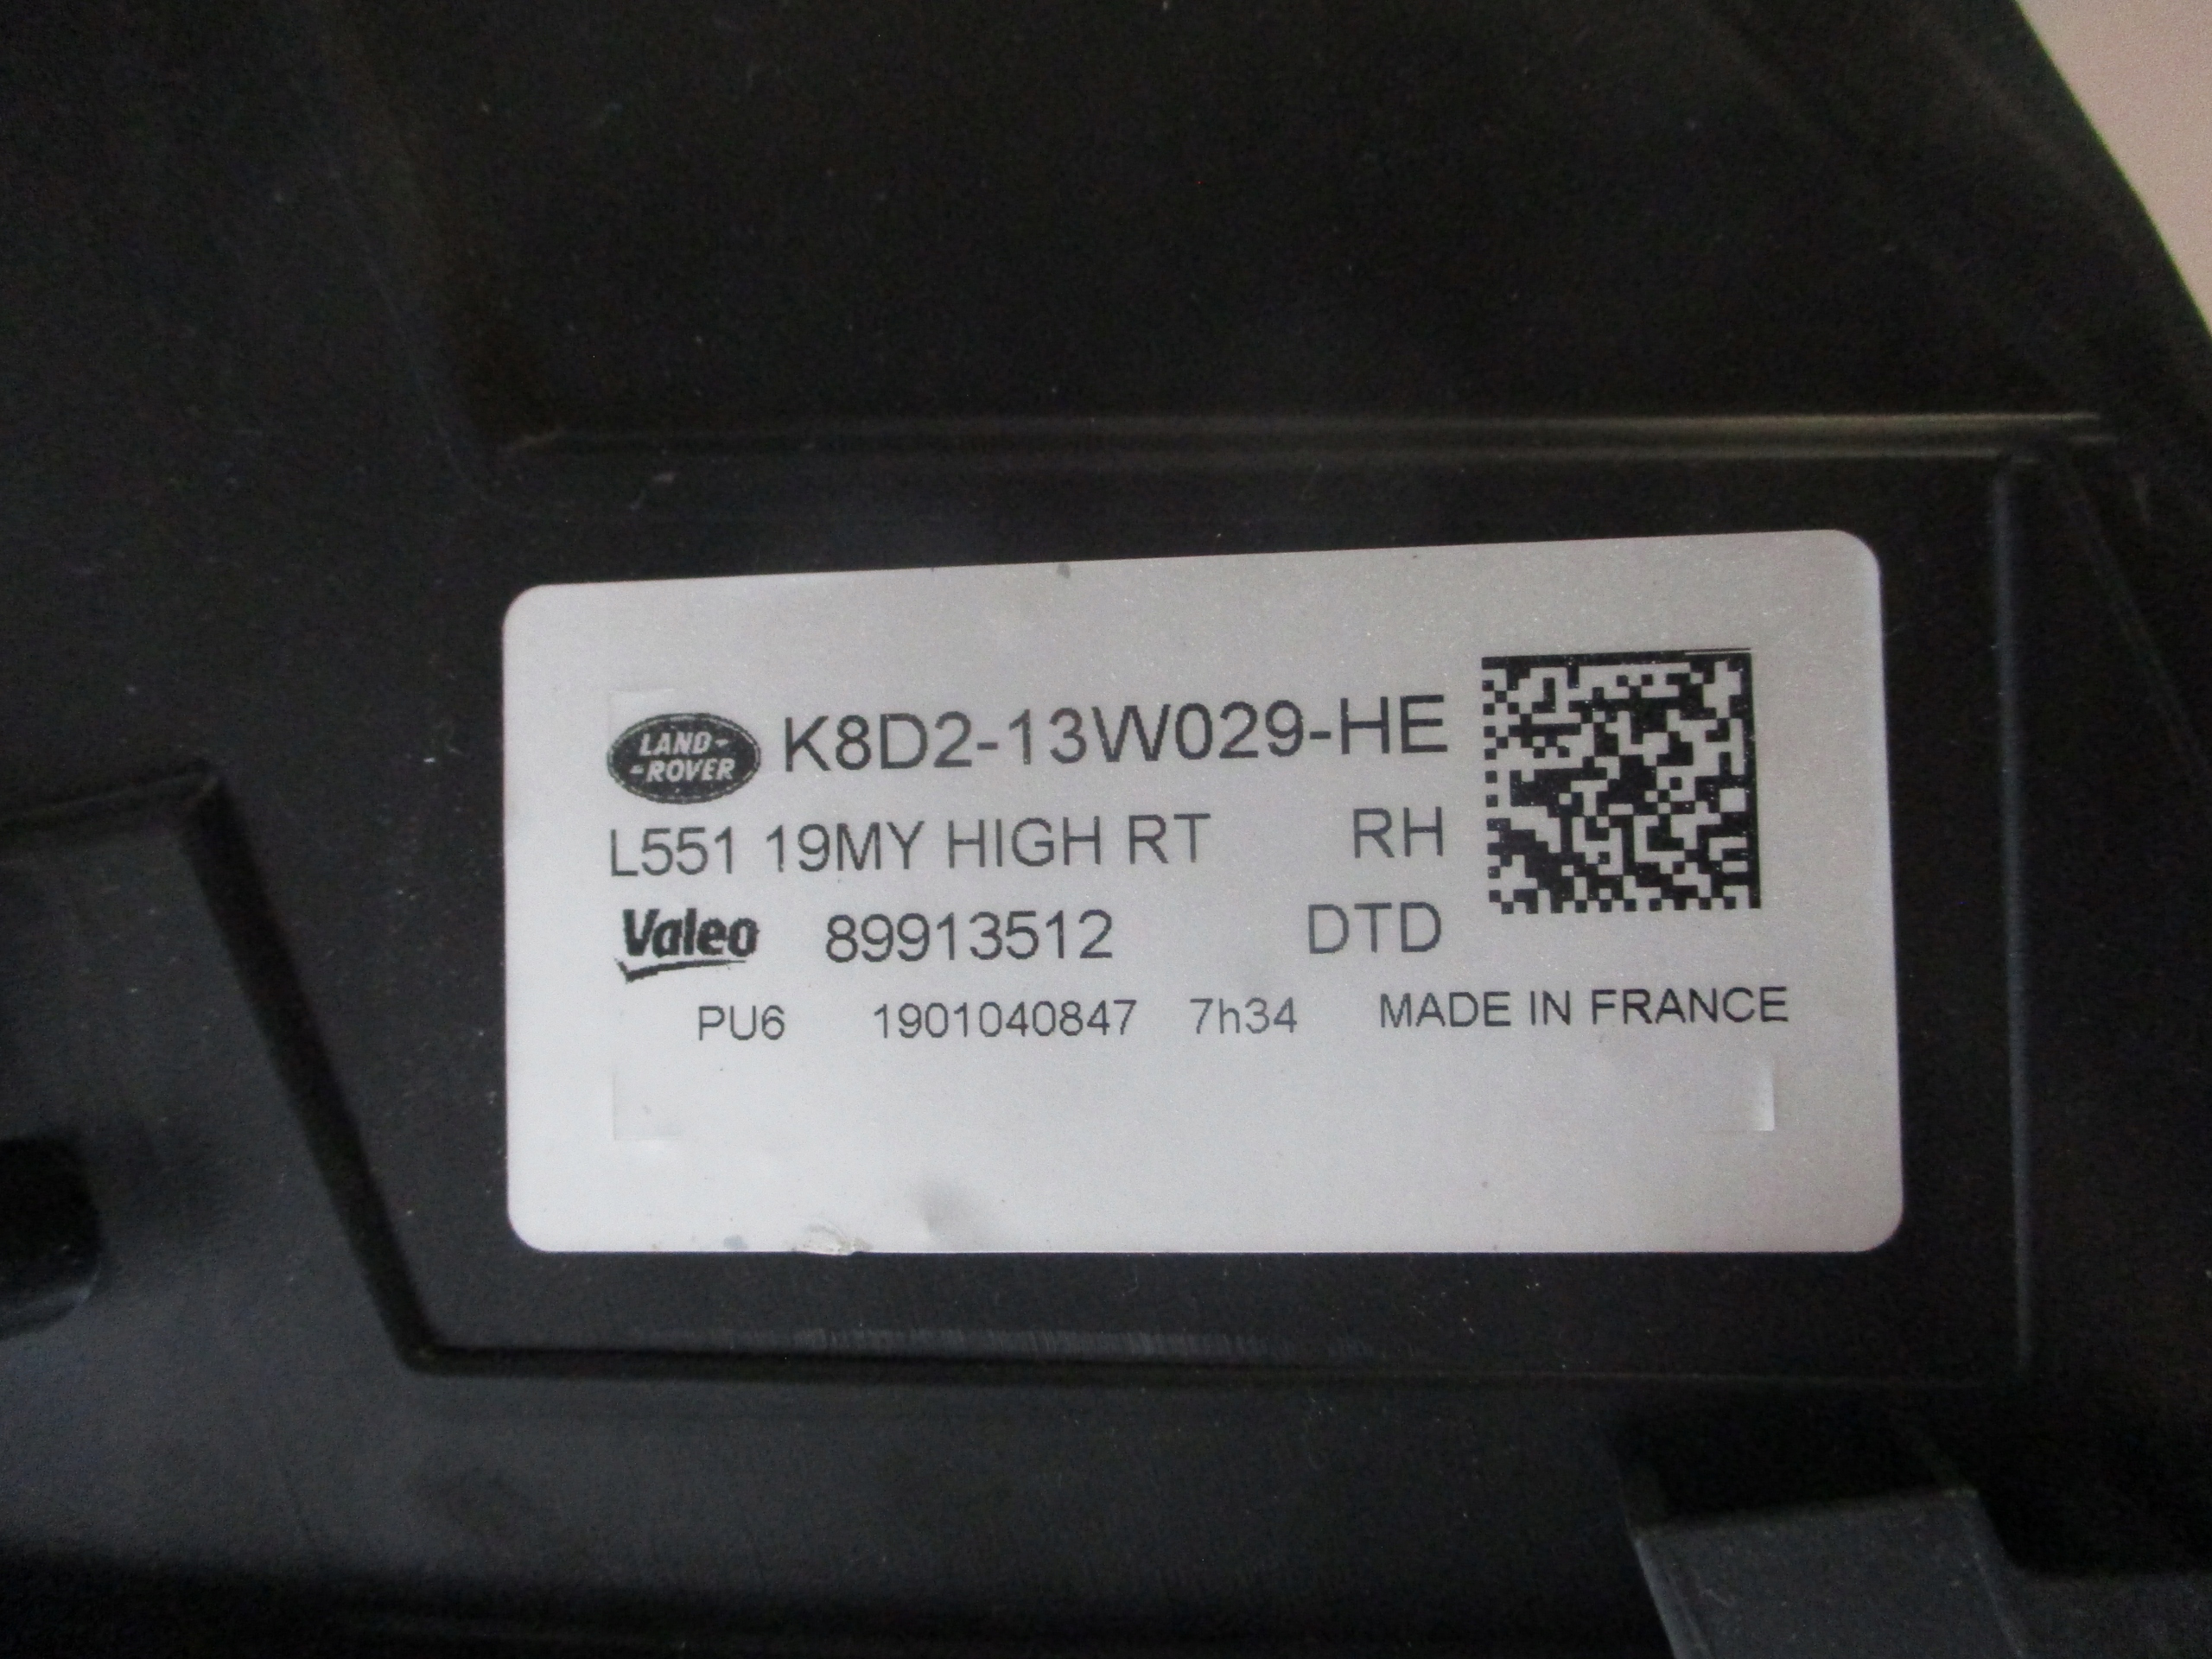 LAND-
-ROVER
K8D2-13W029-HE
L551 19MY HIGH RT RH
Valeo 89913512 DTD
PU6 1901040847 7h34 MADE IN FRANCE